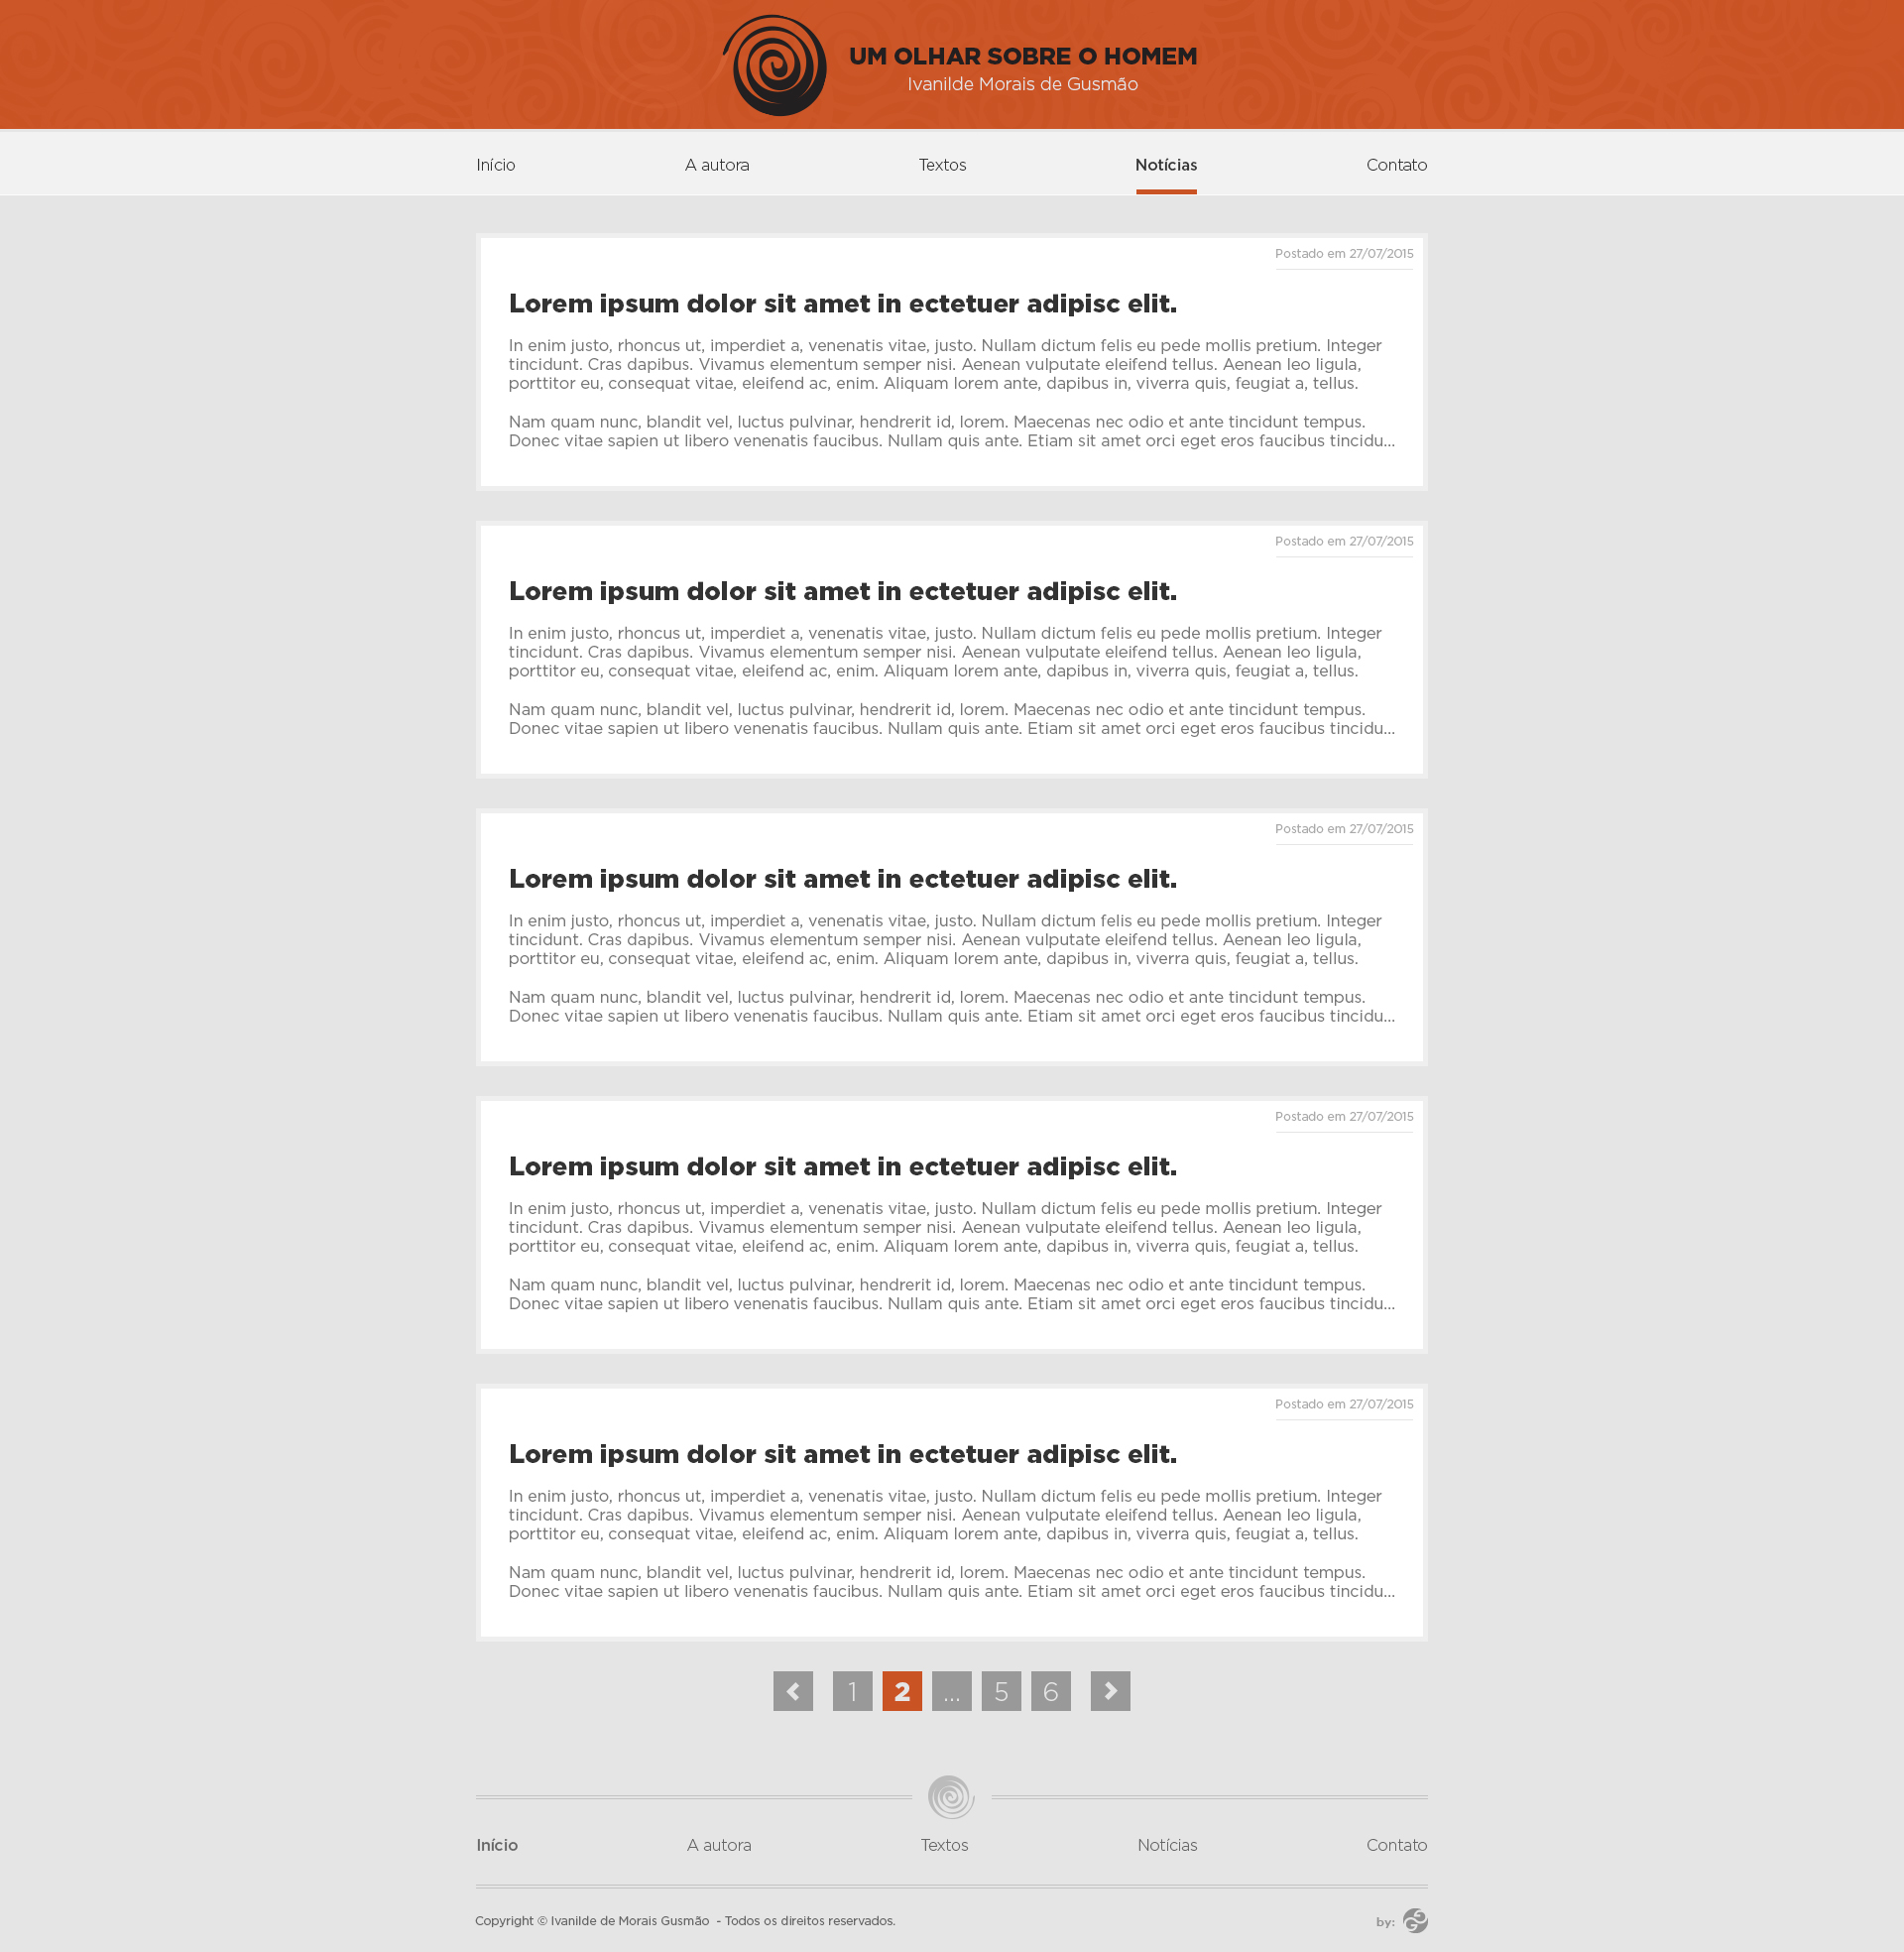 UM OLHAR SOBRE O HOMEM
Ivanilde Morais de Gusmão
Início
A autora
Textos
Notícias
Contato
Postado em 27/07/2015
Lorem ipsum dolor sit amet in ectetuer adipisc elit.
In enim justo, rhoncus ut, imperdiet a, venenatis vitae, justo. Nullam dictum felis eu pede mollis pretium. Integer
tincidunt. Cras dapibus. Vivamus elementum semper nisi. Aenean vulputate eleifend tellus. Aenean leo ligula,
porttitor eu, consequat vitae, eleifend ac, enim. Aliquam lorem ante, dapibus in, viverra quis, feugiat a, tellus.
Nam quam nunc, blandit vel, luctus pulvinar, hendrerit id, lorem. Maecenas nec odio et ante tincidunt tempus.
Donec vitae sapien ut libero venenatis faucibus. Nullam quis ante. Etiam sit amet orci eget eros faucibus tincidu...
Postado em 27/07/2015
Lorem ipsum dolor sit amet in ectetuer adipisc elit.
In enim justo, rhoncus ut, imperdiet a, venenatis vitae, justo. Nullam dictum felis eu pede mollis pretium. Integer
tincidunt. Cras dapibus. Vivamus elementum semper nisi. Aenean vulputate eleifend tellus. Aenean leo ligula,
porttitor eu, consequat vitae, eleifend ac, enim. Aliquam lorem ante, dapibus in, viverra quis, feugiat a, tellus.
Nam quam nunc, blandit vel, luctus pulvinar, hendrerit id, lorem. Maecenas nec odio et ante tincidunt tempus.
Donec vitae sapien ut libero venenatis faucibus. Nullam quis ante. Etiam sit amet orci eget eros faucibus tincidu...
Postado em 27/07/2015
Lorem ipsum dolor sit amet in ectetuer adipisc elit.
In enim justo, rhoncus ut, imperdiet a, venenatis vitae, justo. Nullam dictum felis eu pede mollis pretium. Integer
tincidunt. Cras dapibus. Vivamus elementum semper nisi. Aenean vulputate eleifend tellus. Aenean leo ligula,
porttitor eu, consequat vitae, eleifend ac, enim. Aliquam lorem ante, dapibus in, viverra quis, feugiat a, tellus.
Nam quam nunc, blandit vel, luctus pulvinar, hendrerit id, lorem. Maecenas nec odio et ante tincidunt tempus.
Donec vitae sapien ut libero venenatis faucibus. Nullam quis ante. Etiam sit amet orci eget eros faucibus tincidu...
Postado em 27/07/2015
Lorem ipsum dolor sit amet in ectetuer adipisc elit.
In enim justo, rhoncus ut, imperdiet a, venenatis vitae, justo. Nullam dictum felis eu pede mollis pretium. Integer
tincidunt. Cras dapibus. Vivamus elementum semper nisi. Aenean vulputate eleifend tellus. Aenean leo ligula,
porttitor eu, consequat vitae, eleifend ac, enim. Aliquam lorem ante, dapibus in, viverra quis, feugiat a, tellus.
Nam quam nunc, blandit vel, luctus pulvinar, hendrerit id, lorem. Maecenas nec odio et ante tincidunt tempus.
Donec vitae sapien ut libero venenatis faucibus. Nullam quis ante. Etiam sit amet orci eget eros faucibus tincidu...
Postado em 27/07/2015
Lorem ipsum dolor sit amet in ectetuer adipisc elit.
In enim justo, rhoncus ut, imperdiet a, venenatis vitae, justo. Nullam dictum felis eu pede mollis pretium. Integer
tincidunt. Cras dapibus. Vivamus elementum semper nisi. Aenean vulputate eleifend tellus. Aenean leo ligula,
porttitor eu, consequat vitae, eleifend ac, enim. Aliquam lorem ante, dapibus in, viverra quis, feugiat a, tellus.
Nam quam nunc, blandit vel, luctus pulvinar, hendrerit id, lorem. Maecenas nec odio et ante tincidunt tempus.
Donec vitae sapien ut libero venenatis faucibus. Nullam quis ante. Etiam sit amet orci eget eros faucibus tincidu...
1 2 ... 5 6
Início
A autora
Textos
Notícias
Contato
Copyright © Ivanilde de Morais Gusmão - Todos os direitos reservados.
by: